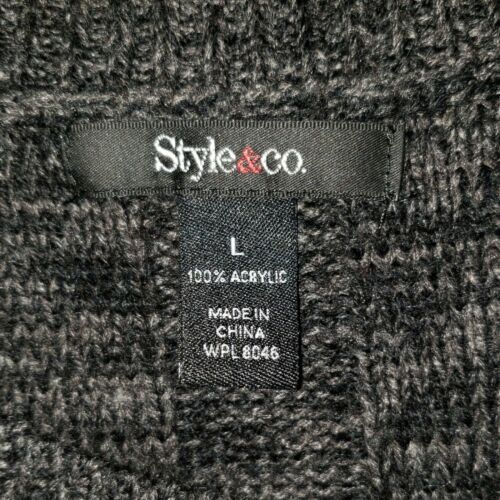 Style&co.
L
100% ACRYLIC
MADE IN
CHINA
WPL 8046